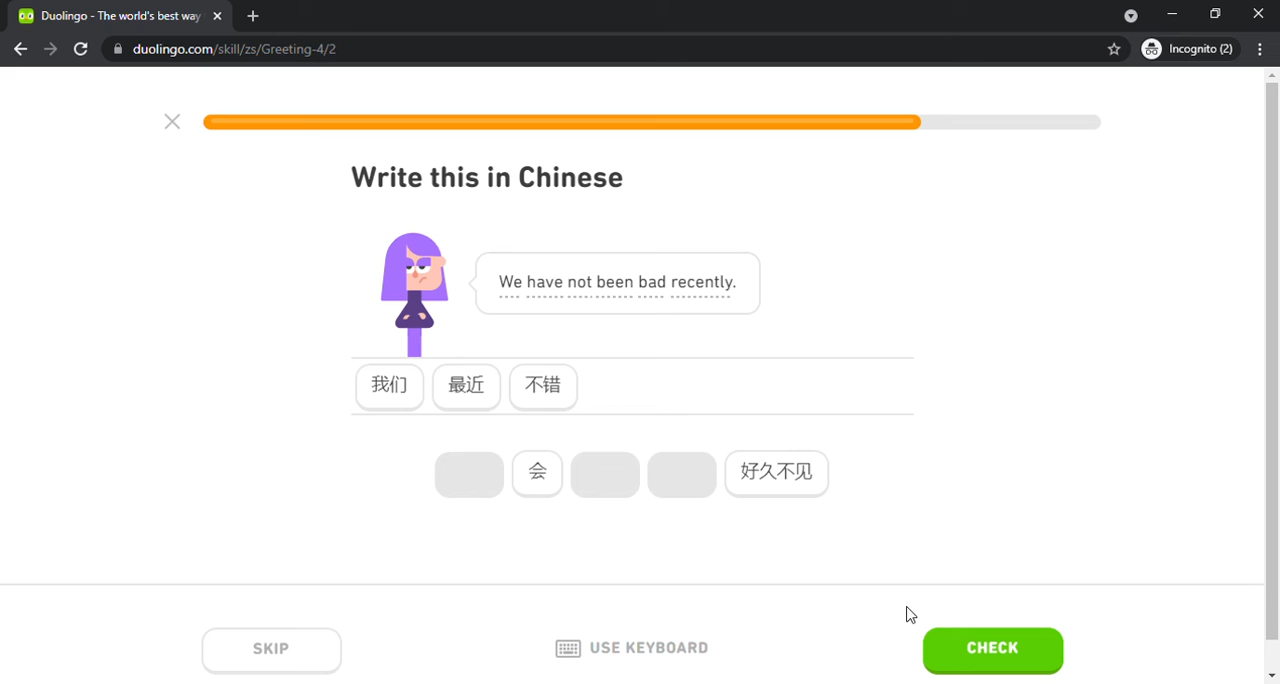 Duolingo - The world's best way
Incognito (2)
duolingo.com/skill/zs/Greeting-4/2
Write this in Chinese
We have not been bad recently.
我们 最近 不错
会 好久不见
SKIP USE KEYBOARD CHECK